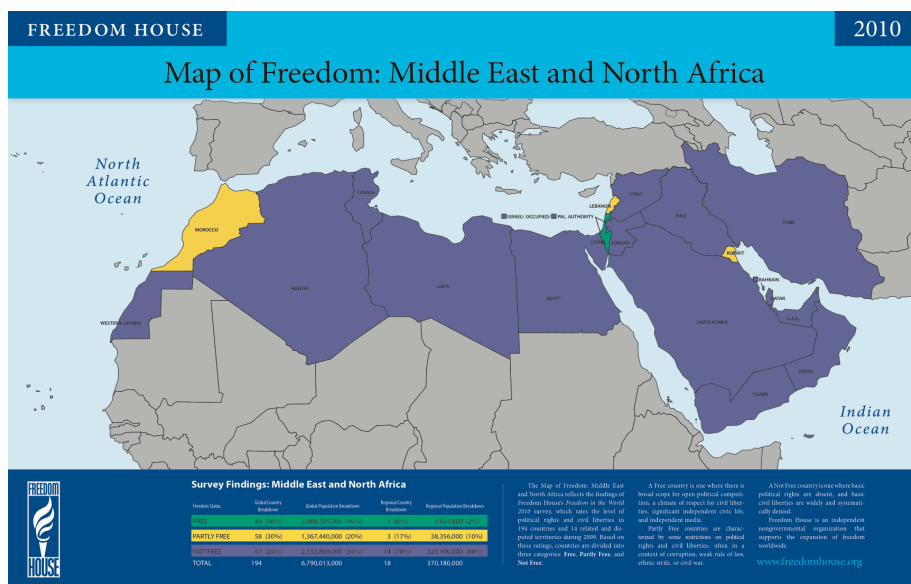 FREEDOM HOUSE
2010
Map of Freedom: Middle East and North Africa
North
Atlantic
Ocean
MOROCCO
TUNISIA
ALGERIA
LIBYA
EGYPT
WESTERN SAHARA
LEBANON
SYRIA
ISRAELI OCCUPIED/ PAL. AUTHORITY
ISRAEL
JORDAN
IRAQ
IRAN
KUWAIT
BAHRAIN
QATAR
U.A.E.
SAUDI ARABIA
OMAN
YEMEN
Indian
Ocean
FREEDOM
HOUSE
Survey Findings: Middle East and North Africa
Freedom Status
Global Country
Breakdown
Global Population Breakdown
Regional Country
Breakdown
Regional Population Breakdown
FREE 89 (46%) (46%) 1 (6%) (2%)
PARTLY FREE 58 (30%) 1,367,440,000 (20%) 3 (17%) 38,356,000 (10%)
NOT FREE 47 (24%) 2,333,869,000 (34%) 14 (78%) (88%)
TOTAL 194 6,790,013,000 18 370,180,000
The Map of Freedom: Middle East
and North Africa reflects the findings of
Freedom House's Freedom in the World
2010 survey, which rates the level of
political rights and civil liberties in
194 countries and 14 related and dis-
puted territories during 2009. Based on
these ratings, countries are divided into
three categories: Free, Partly Free, and
Not Free.
A Free country is one where there is
broad scope for open political competi-
tion, a climate of respect for civil liber-
ties, significant independent civic life,
and independent media.
Partly Free countries are charac-
terized by some restrictions on political
rights and civil liberties, often in a
context of corruption, weak rule of law,
ethnic strife, or civil war.
A Not Free country is one where basic
political rights are absent, and basic
civil liberties are widely and systemati-
cally denied.
Freedom House is an independent
nongovernmental organization that
supports the expansion of freedom
worldwide.
www.freedomhouse.org